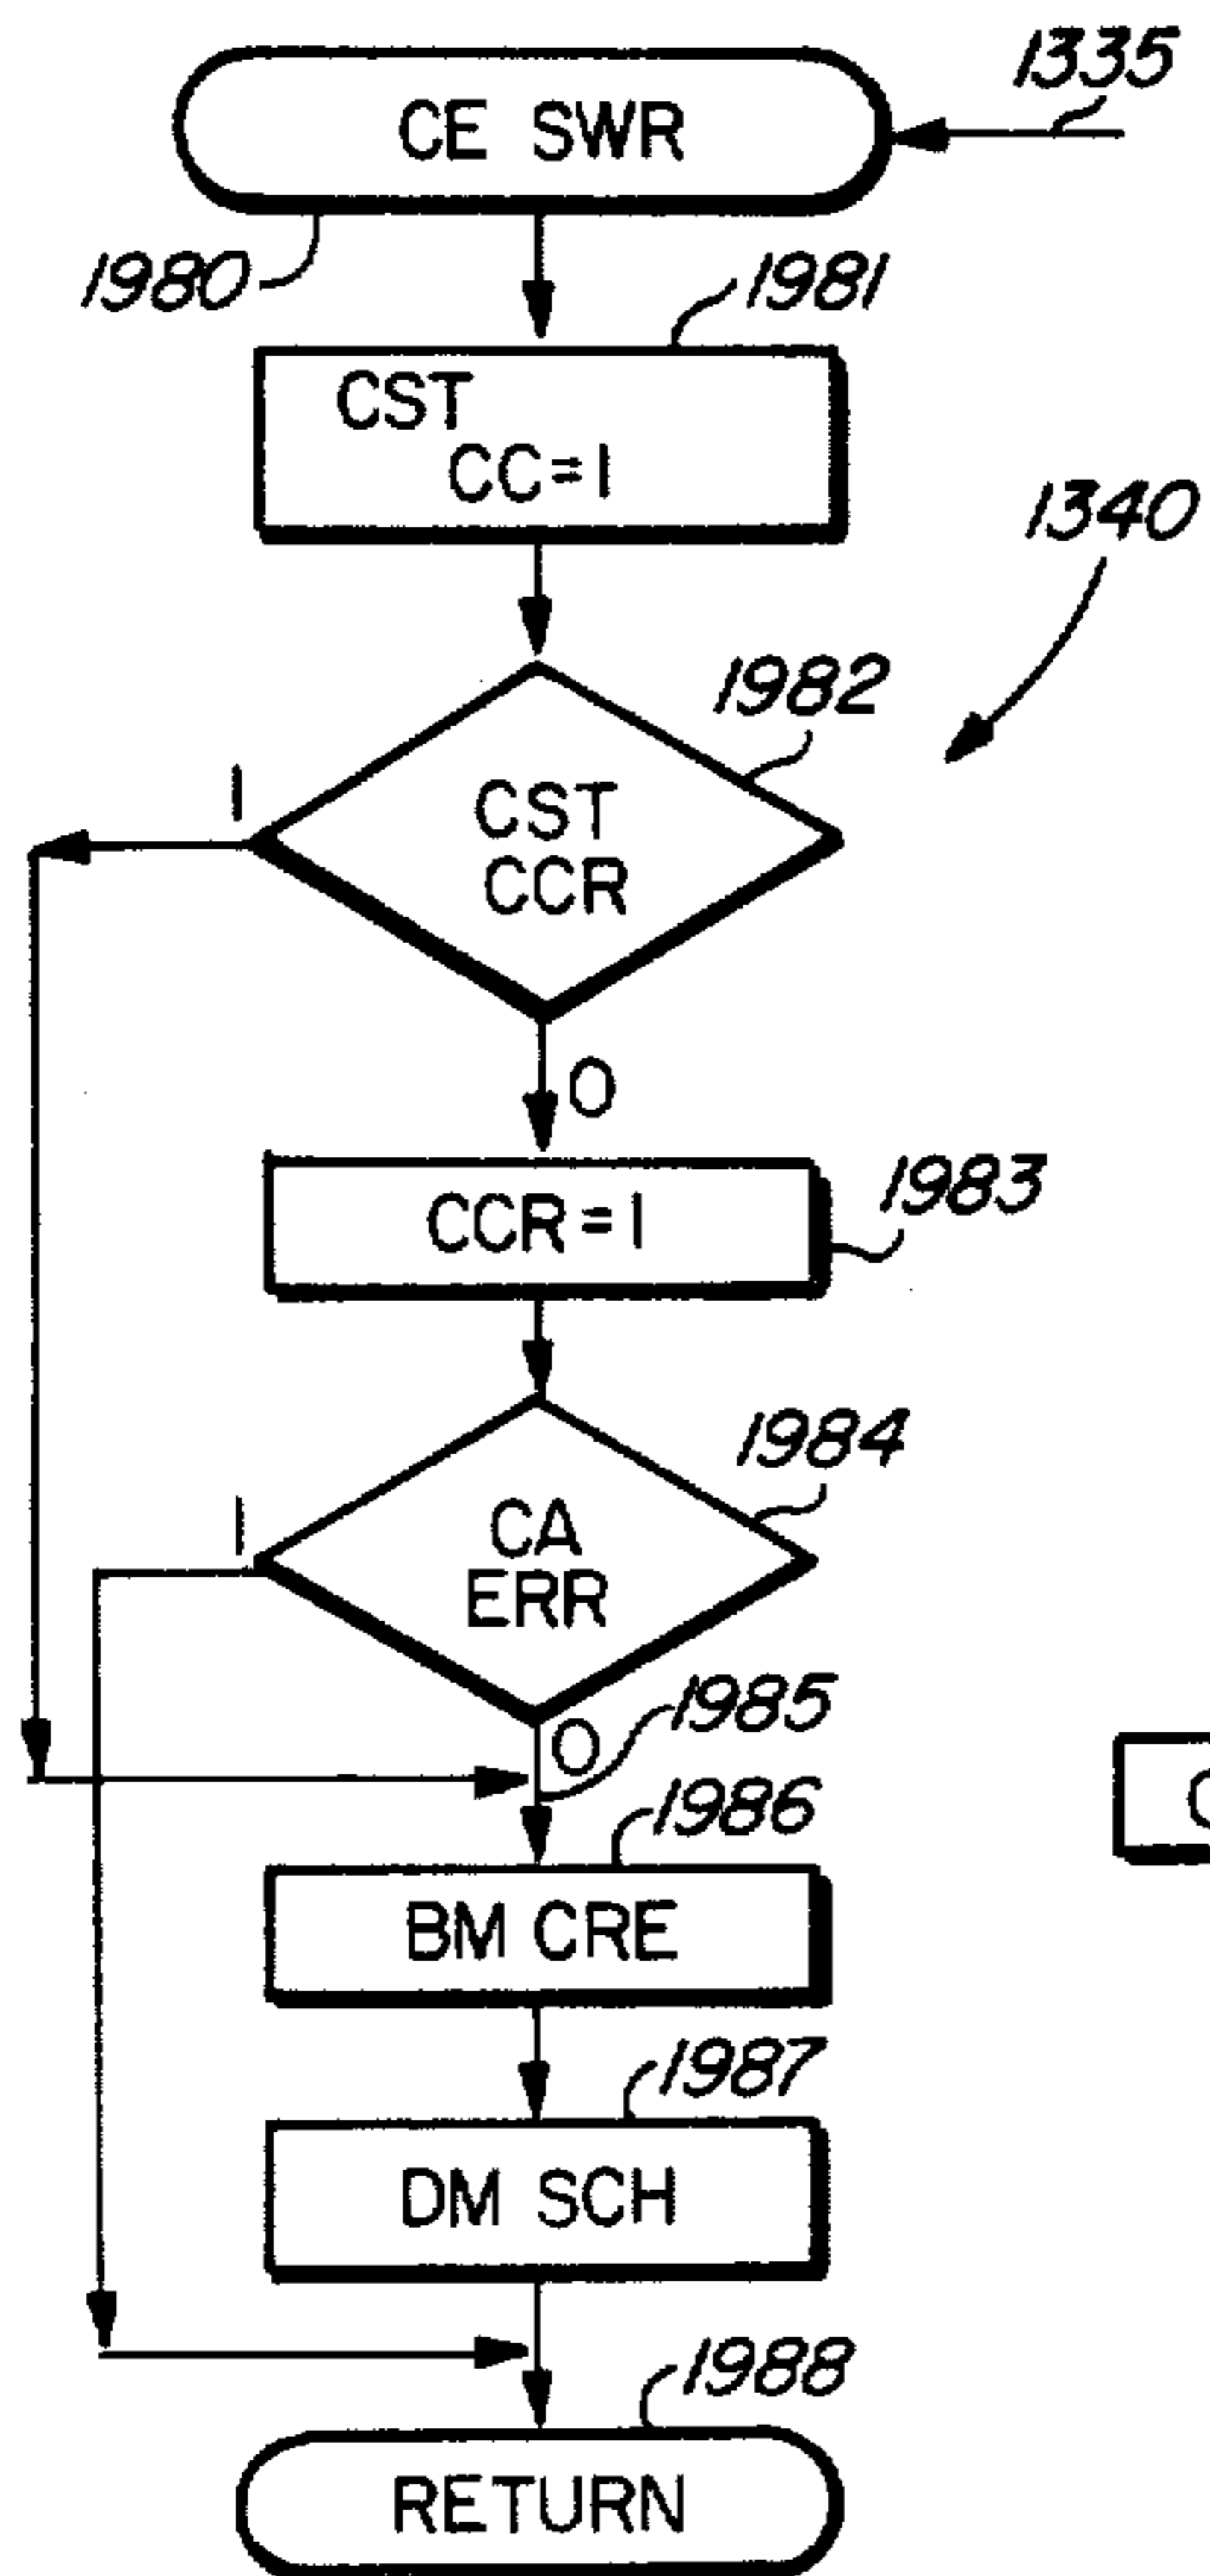 1335
CE SWR
1980
1981
CST
CC=1
1340
1982
1
CST
CCR
0
CCR=1
1983
1984
1
CA
ERR
0
1985
1986
BM CRE
1987
DM SCH
1988
RETURN